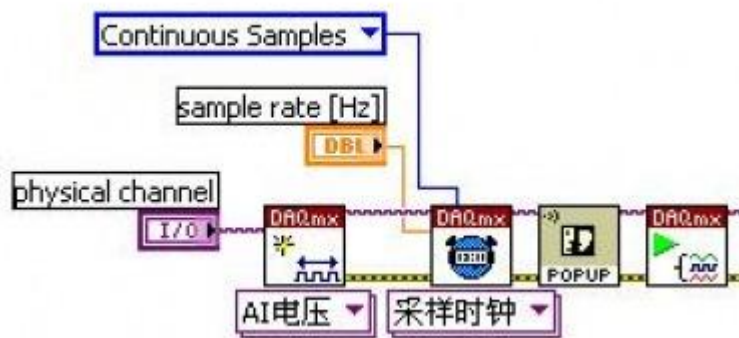 Continuous Samples
sample rate [Hz]
DBL
physical channel
I/O
DAQmx
DAQmx
POPUP
DAQmx
AI电压
采样时钟